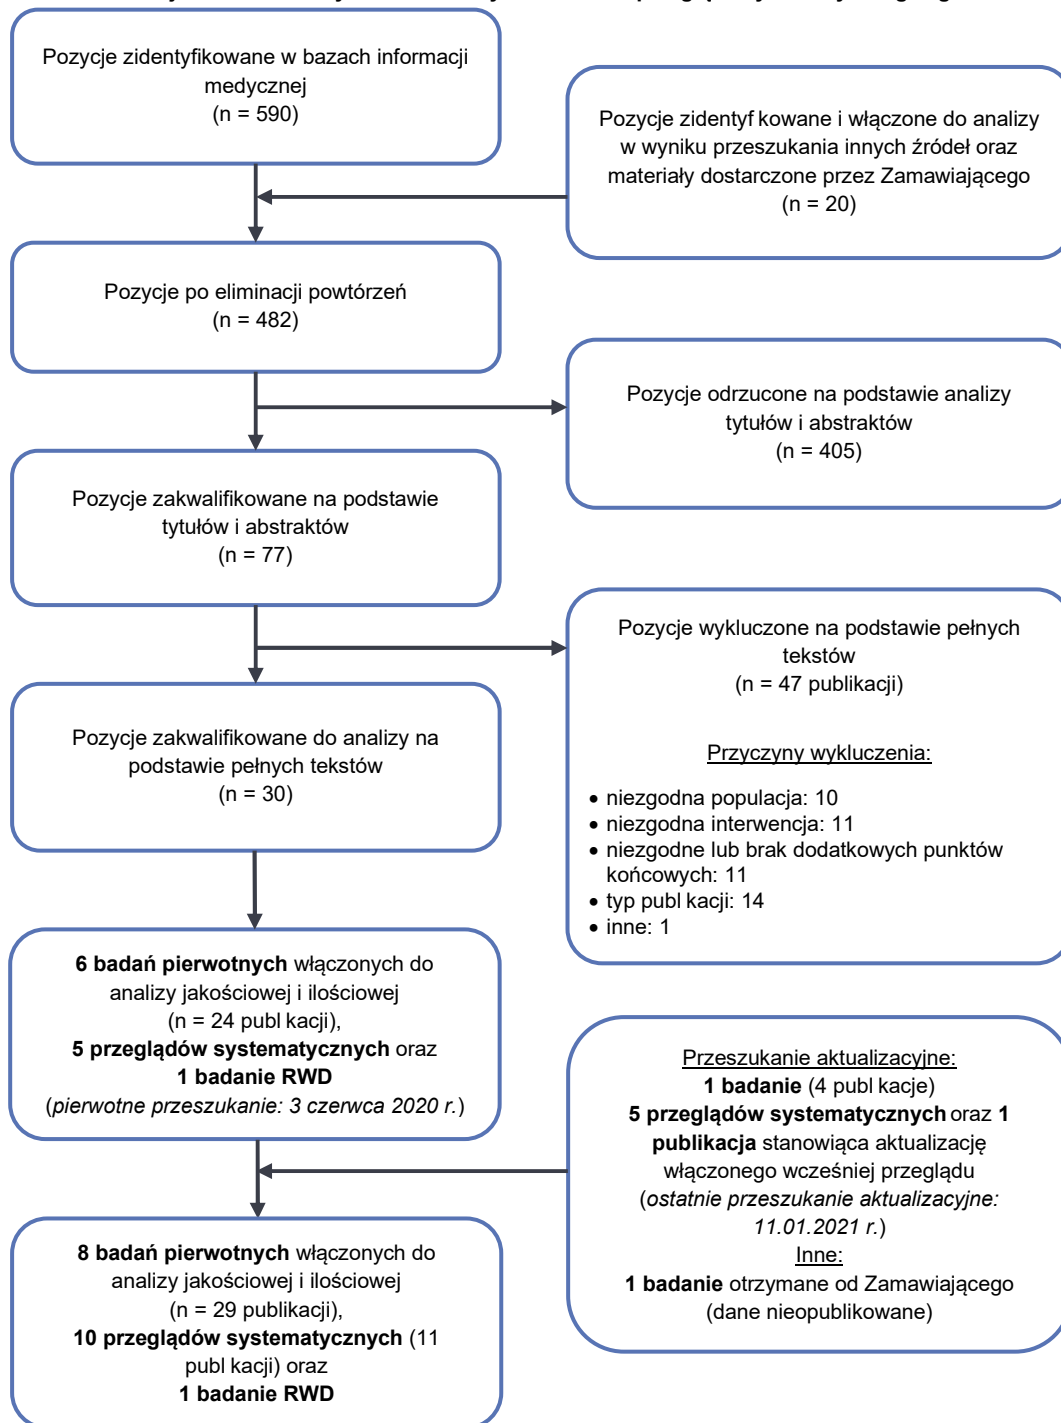 Pozycje zidentyfikowane w bazach informacji
medycznej
(n = 590)
Pozycje zidentyf kowane i włączone do analizy
w wyniku przeszukania innych źródeł oraz
materiały dostarczone przez Zamawiającego
(n = 20)
Pozycje po eliminacji powtórzeń
(n = 482)
Pozycje odrzucone na podstawie analizy
tytułów i abstraktów
(n = 405)
Pozycje zakwalifikowane na podstawie
tytułów i abstraktów
(n = 77)
Pozycje wykluczone na podstawie pełnych
tekstów
(n = 47 publikacji)
Przyczyny wykluczenia:
• niezgodna populacja: 10
• niezgodna interwencja: 11
• niezgodne lub brak dodatkowych punktów
końcowych: 11
• typ publ kacji: 14
• inne: 1
Pozycje zakwalifikowane do analizy na
podstawie pełnych tekstów
(n = 30)
6 badań pierwotnych włączonych do
analizy jakościowej i ilościowej
(n = 24 publ kacji),
5 przeglądów systematycznych oraz
1 badanie RWD
(pierwotne przeszukanie: 3 czerwca 2020 r.)
Przeszukanie aktualizacyjne:
1 badanie (4 publ kacje)
5 przeglądów systematycznych oraz 1
publikacja stanowiąca aktualizację
włączonego wcześniej przeglądu
(ostatnie przeszukanie aktualizacyjne:
11.01.2021 r.)
Inne:
1 badanie otrzymane od Zamawiającego
(dane nieopublikowane)
8 badań pierwotnych włączonych do
analizy jakościowej i ilościowej
(n = 29 publikacji),
10 przeglądów systematycznych (11
publ kacji) oraz
1 badanie RWD